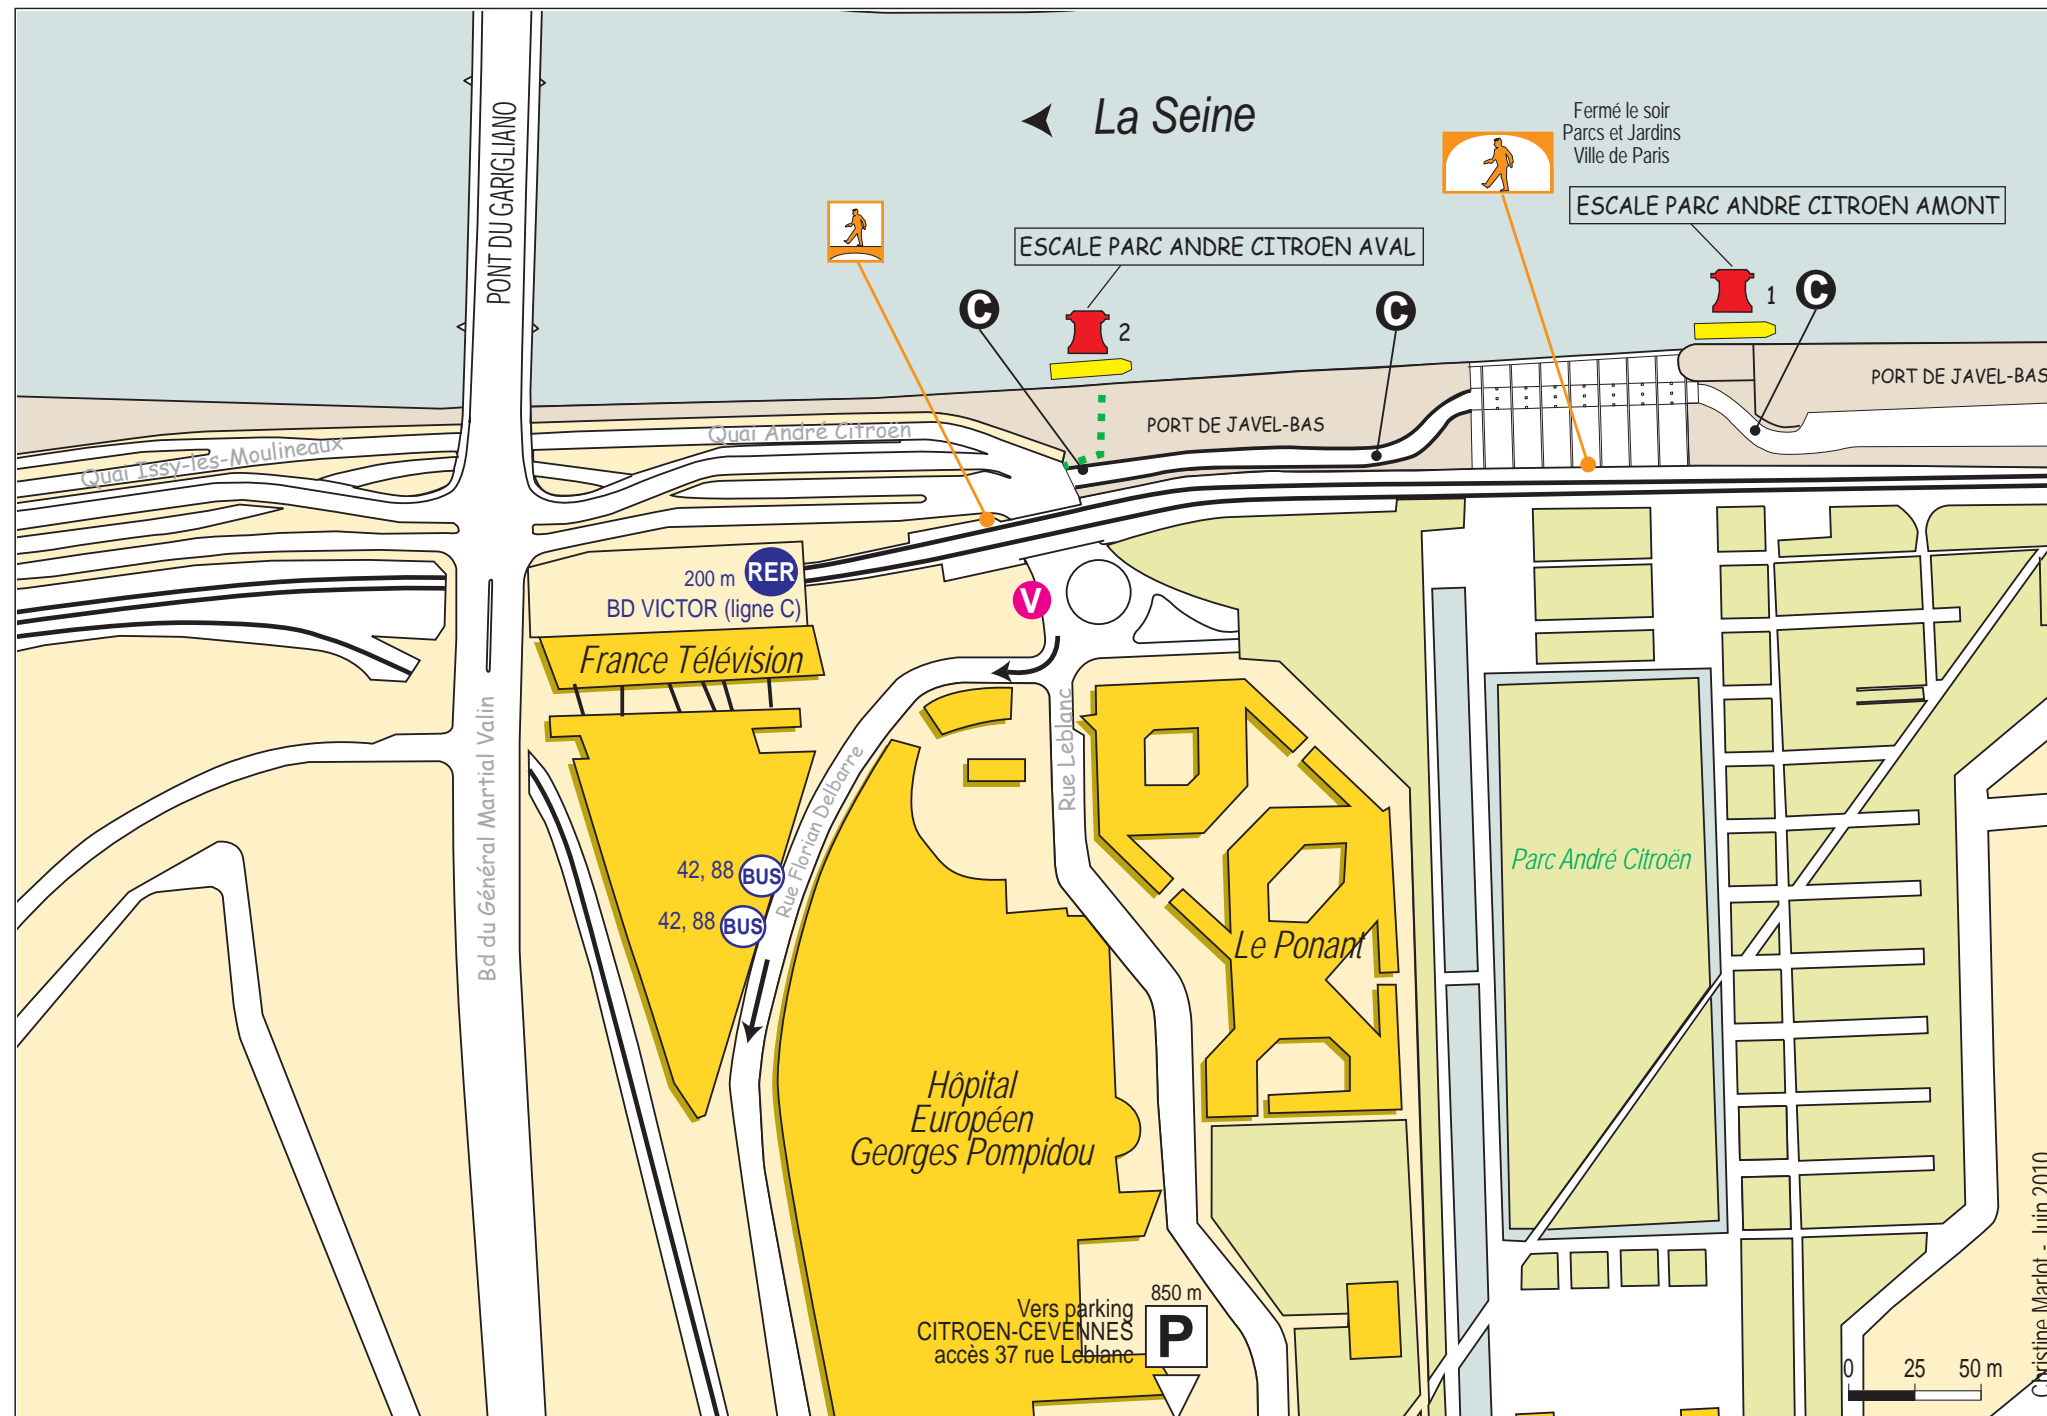 La Seine
PONT DU GARIGLIANO
Fermé le soir
Parcs et Jardins
Ville de Paris
ESCALE PARC ANDRE CITROEN AMONT
ESCALE PARC ANDRE CITROEN AVAL
C
2
C
1
C
PORT DE JAVEL-BAS
PORT DE JAVEL-BAS
Quai André Citroën
Quai Issy-les-Moulineaux
200 m RER
BD VICTOR (ligne C)
V
France Télévision
Bd du Général Martial Valin
Rue Florian Delbarre
Rue Leblanc
42, 88 BUS
42, 88 BUS
Parc André Citroën
Le Ponant
Hôpital
Européen
Georges Pompidou
850 m
Vers parking
CITROEN-CEVENNES
accès 37 rue Leblanc
P
0 25 50 m
Christine Marlot - Juin 2010